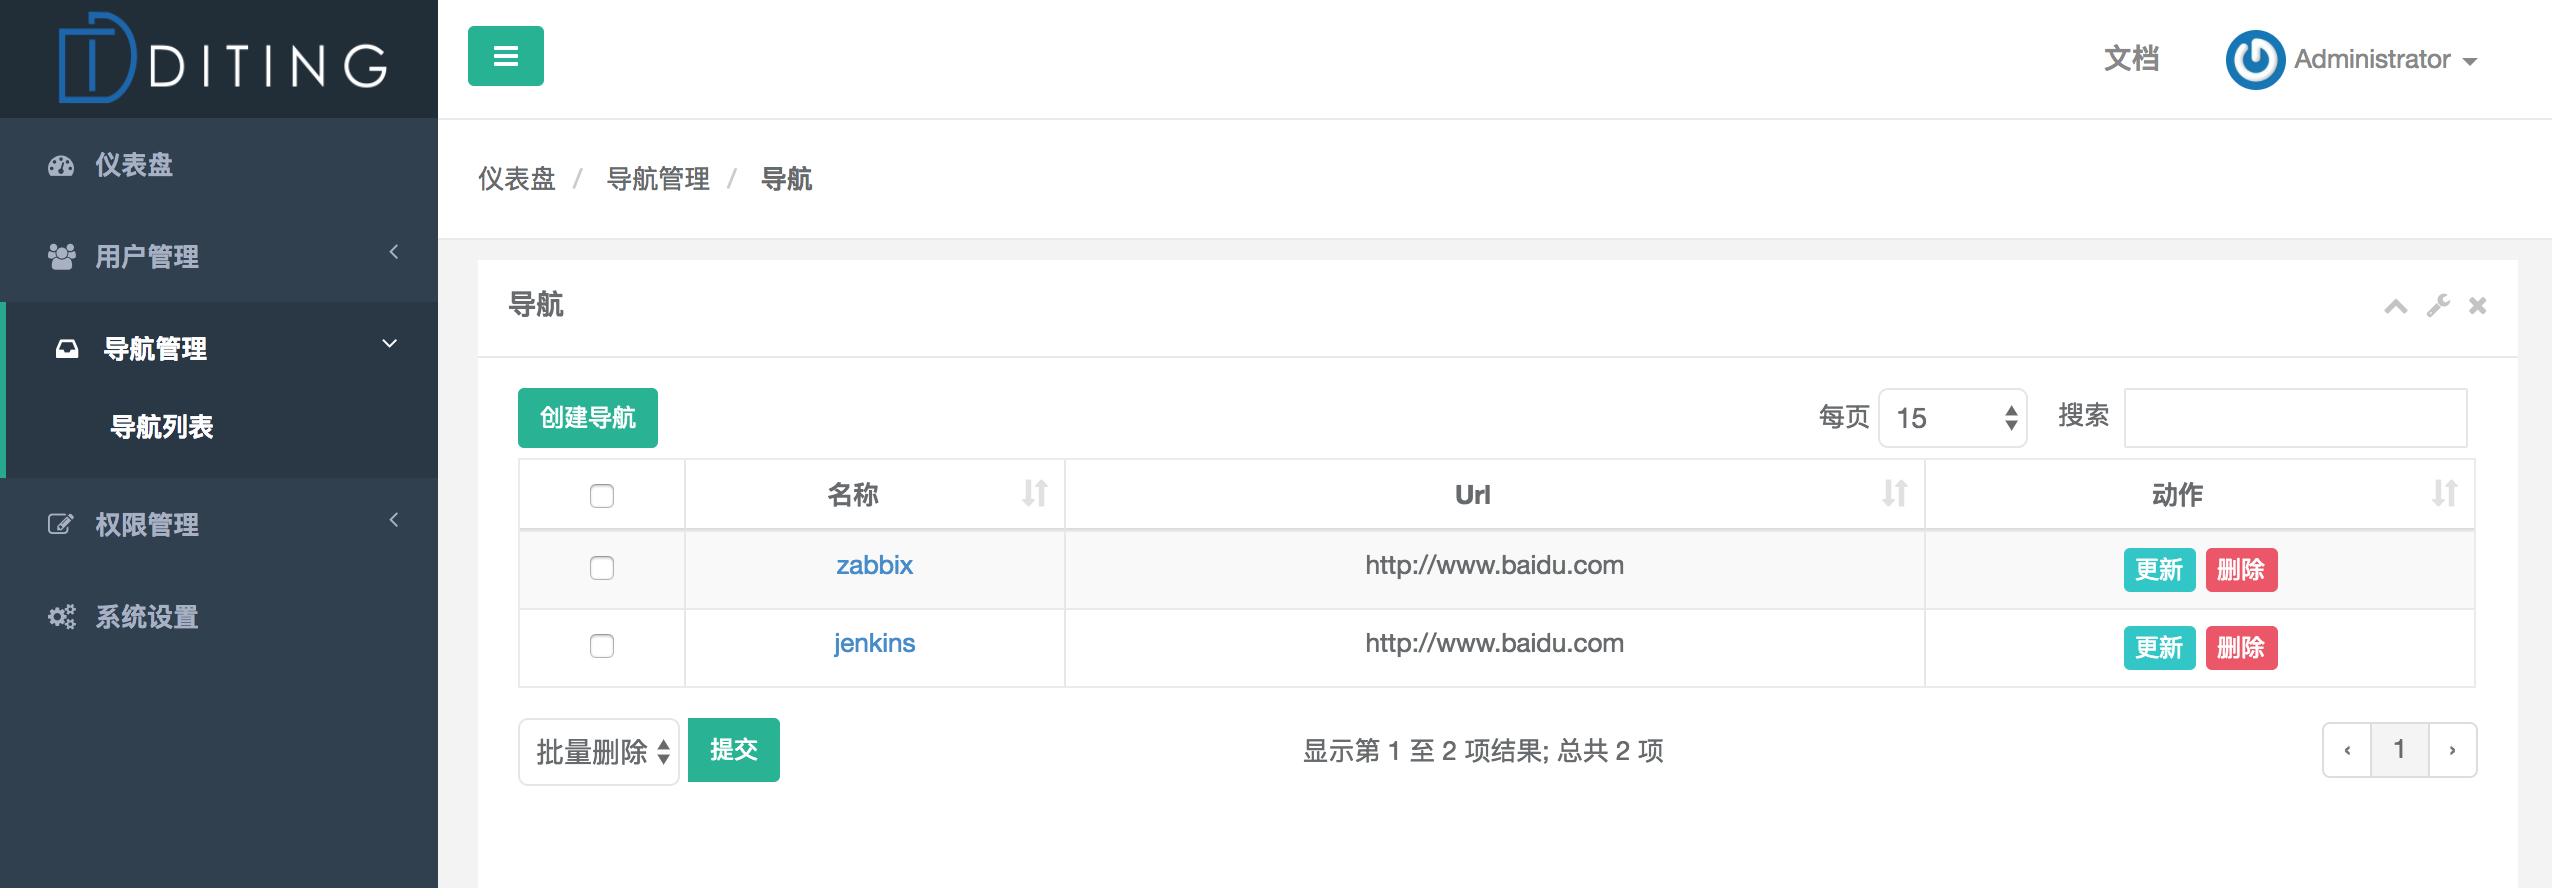 DITING
文档
Administrator
仪表盘
用户管理
导航管理
导航列表
权限管理
系统设置
仪表盘 / 导航管理 / 导航
导航
创建导航
每页 15 搜索
名称 Url 动作
zabbix http://www.baidu.com 更新 删除
jenkins http://www.baidu.com 更新 删除
批量删除 提交 显示第 1 至 2 项结果; 总共 2 项 ‹ 1 ›